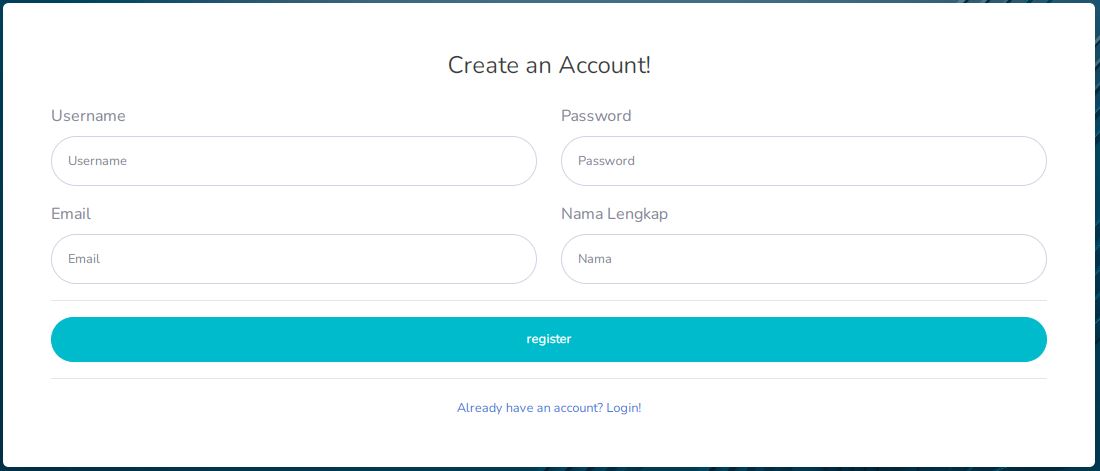 Create an Account!
Username
Password
Username
Password
Email
Nama Lengkap
Email
Nama
register
Already have an account? Login!